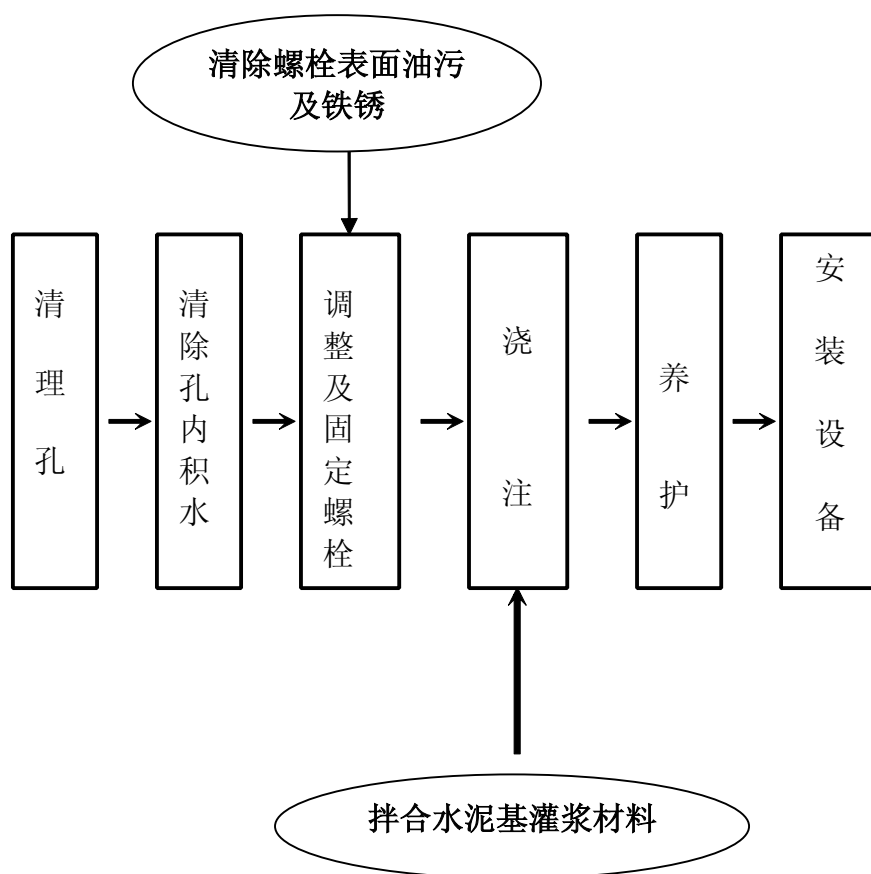 清除螺栓表面油污
及铁锈
清理孔
清除孔内积水
调整及固定螺栓
浇注
养护
安装设备
拌合水泥基灌浆材料